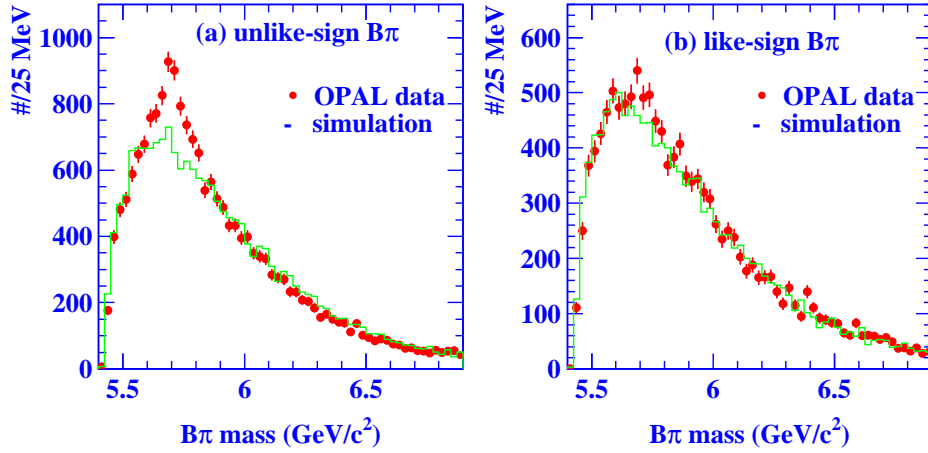 #/25 MeV
1000
800
600
400
200
0
(a) unlike-sign Bπ
OPAL data
- simulation
5.5
6
6.5
Bπ mass (GeV/c²)
#/25 MeV
600
500
400
300
200
100
0
(b) like-sign Bπ
OPAL data
- simulation
5.5
6
6.5
Bπ mass (GeV/c²)